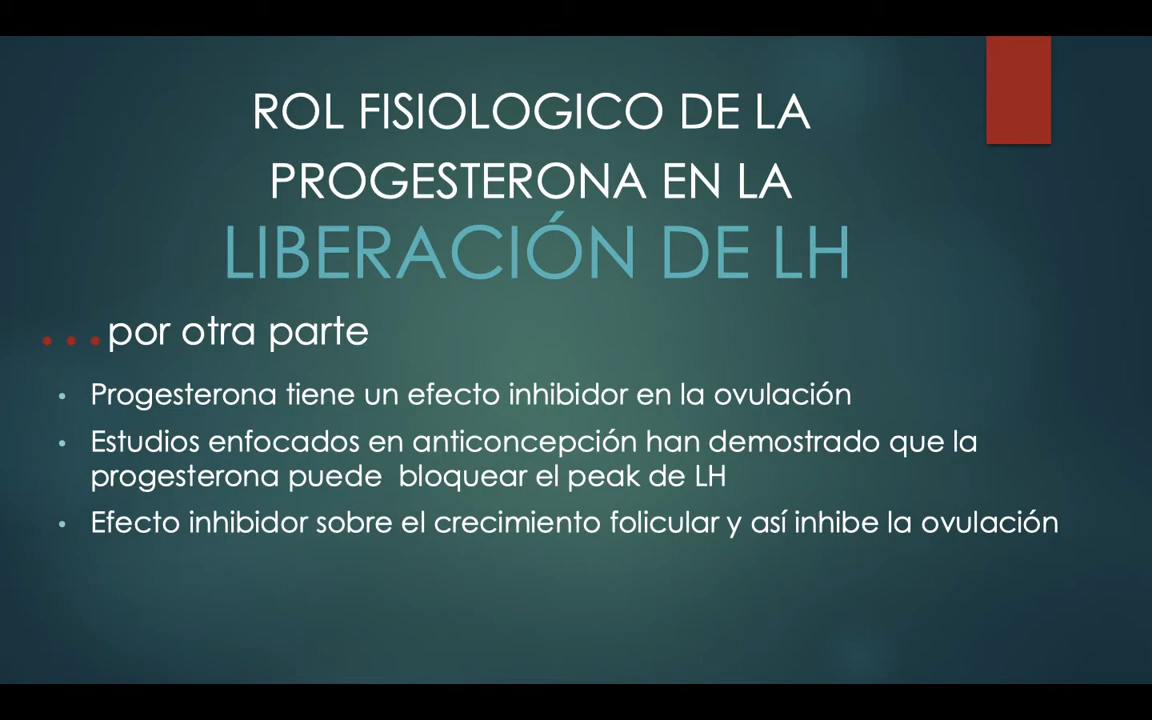 ROL FISIOLOGICO DE LA
PROGESTERONA EN LA
LIBERACIÓN DE LH
...por otra parte
• Progesterona tiene un efecto inhibidor en la ovulación
• Estudios enfocados en anticoncepción han demostrado que la
progesterona puede  bloquear el peak de LH
• Efecto inhibidor sobre el crecimiento folicular y así inhibe la ovulación